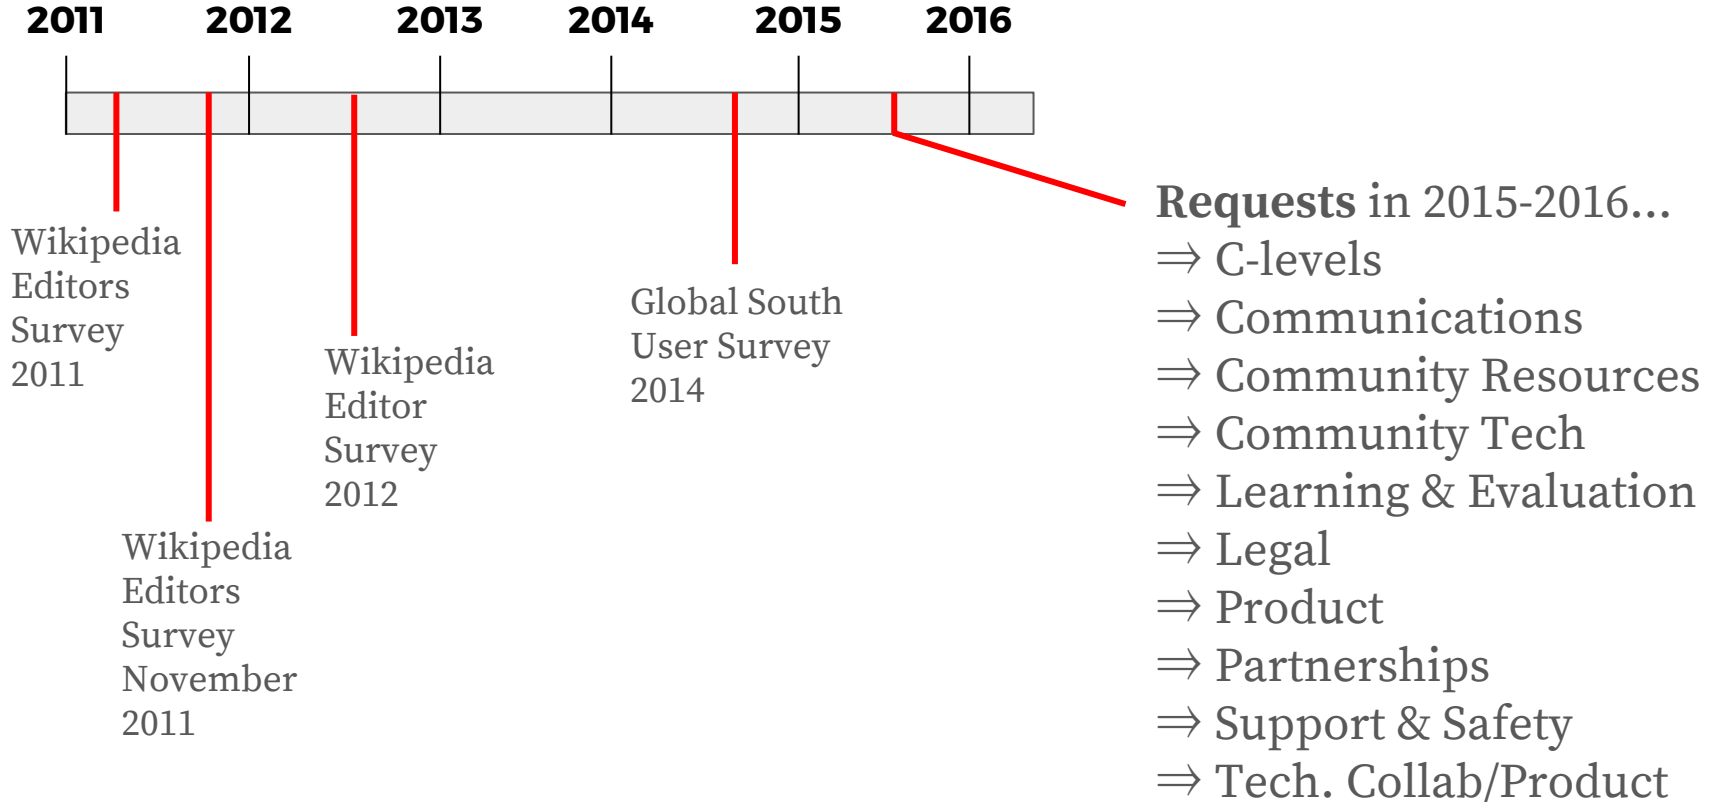 2011 2012 2013 2014 2015 2016
Wikipedia
Editors
Survey
2011
Wikipedia
Editors
Survey
November
2011
Wikipedia
Editor
Survey
2012
Global South
User Survey
2014
Requests in 2015-2016...
⇒ C-levels
⇒ Communications
⇒ Community Resources
⇒ Community Tech
⇒ Learning & Evaluation
⇒ Legal
⇒ Product
⇒ Partnerships
⇒ Support & Safety
⇒ Tech. Collab/Product